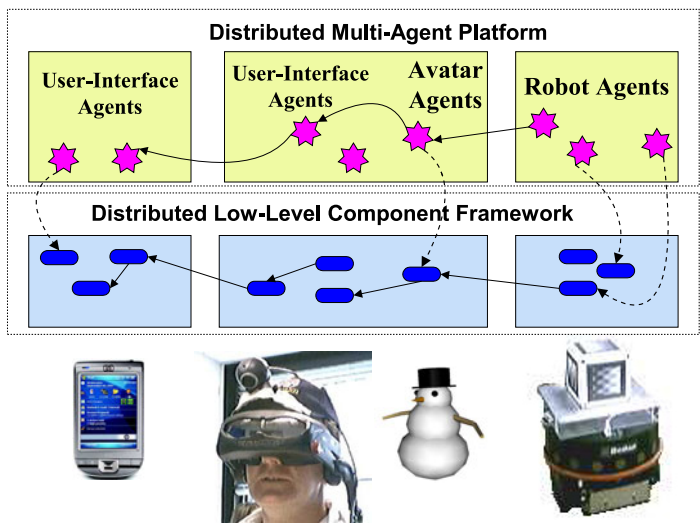 Distributed Multi-Agent Platform
User-Interface
Agents
User-Interface
Agents
Avatar
Agents
Robot Agents
Distributed Low-Level Component Framework